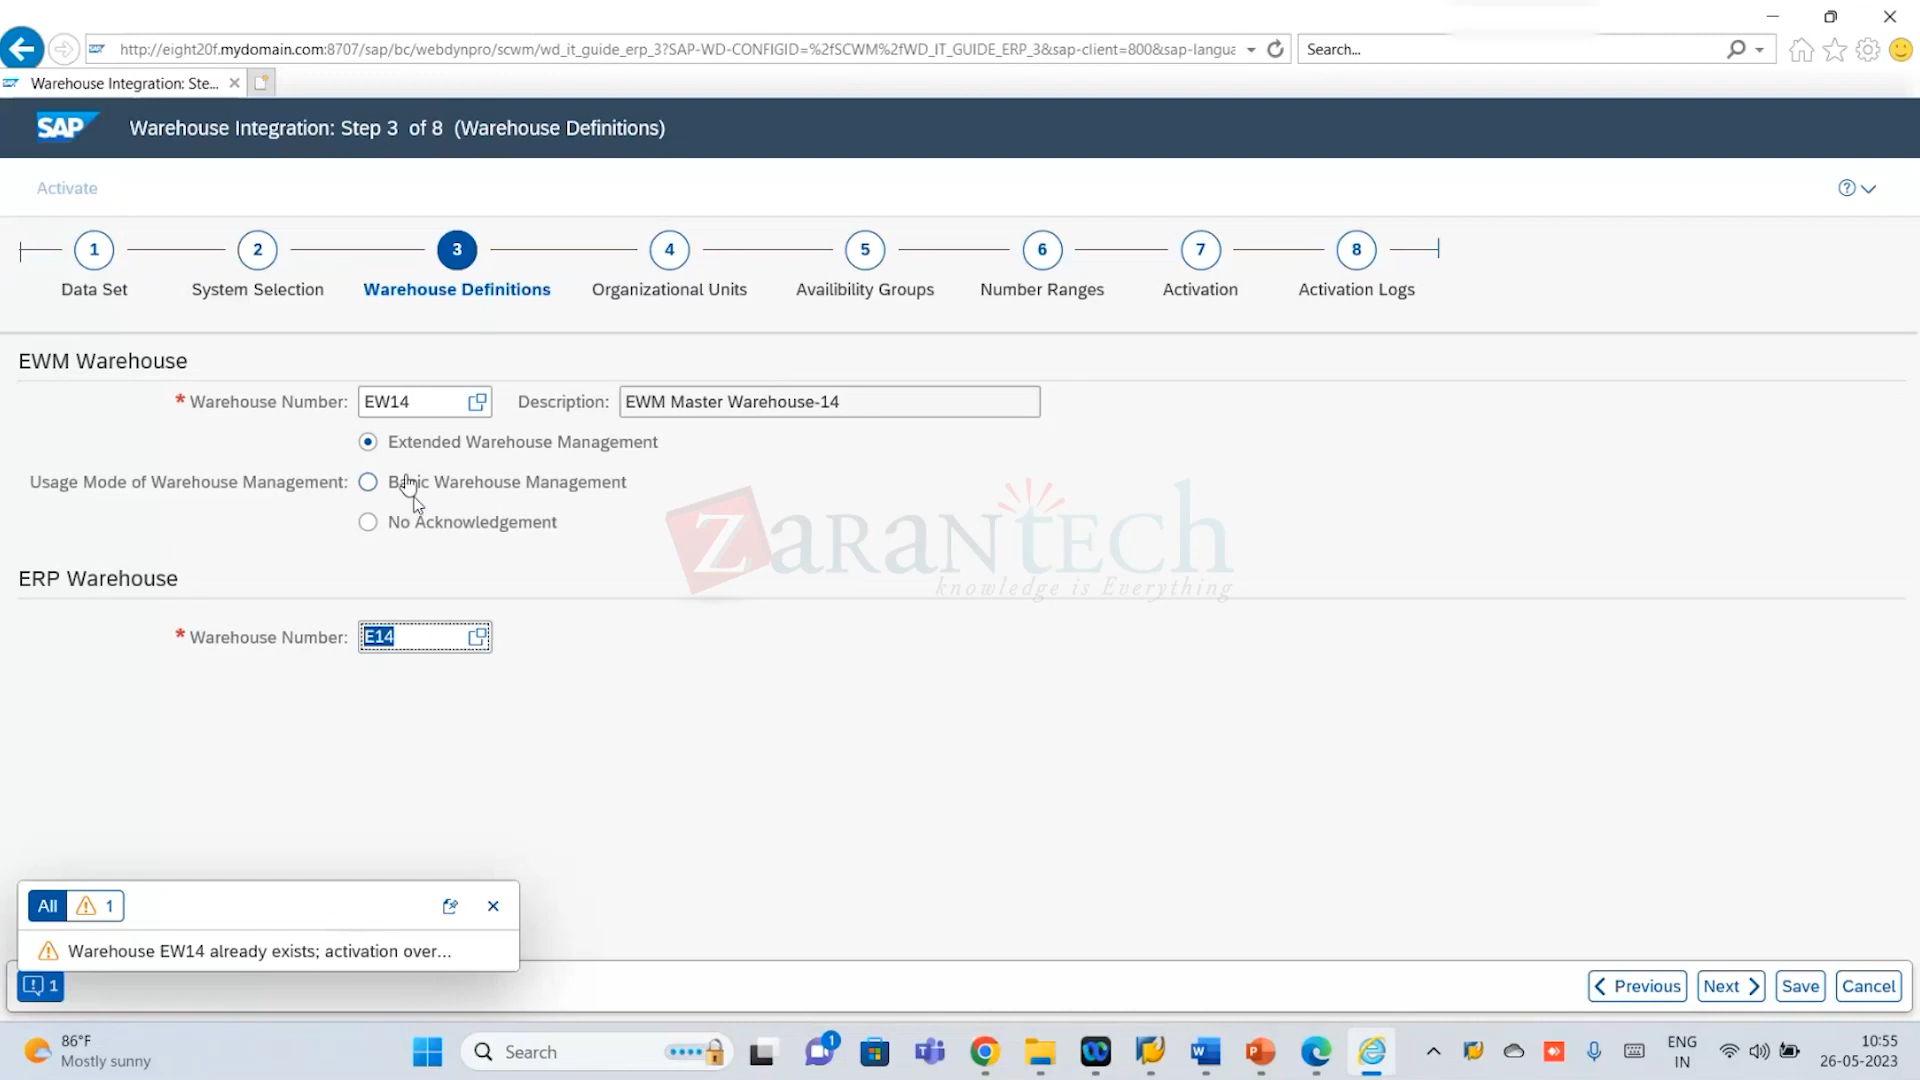 http://eight20f.mydomain.com:8707/sap/bc/webdynpro/scwm/wd_it_guide_erp_3?SAP-WD-CONFIGID=%2fSCWM%2fWD_IT_GUIDE_ERP_3&sap-client=800&sap-langua
Search...
Warehouse Integration: Ste...
SAP Warehouse Integration: Step 3 of 8 (Warehouse Definitions)
Activate
1 2 3 4 5 6 7 8
Data Set System Selection Warehouse Definitions Organizational Units Availibility Groups Number Ranges Activation Activation Logs
EWM Warehouse
* Warehouse Number: EW14 Description: EWM Master Warehouse-14
Extended Warehouse Management
Usage Mode of Warehouse Management: Basic Warehouse Management
No Acknowledgement
ZaranTech
knowledge is Everything
ERP Warehouse
* Warehouse Number: E14
All 1
Warehouse EW14 already exists; activation over...
1
Previous Next Save Cancel
86°F
Mostly sunny
Search
1
ENG
IN
10:55
26-05-2023